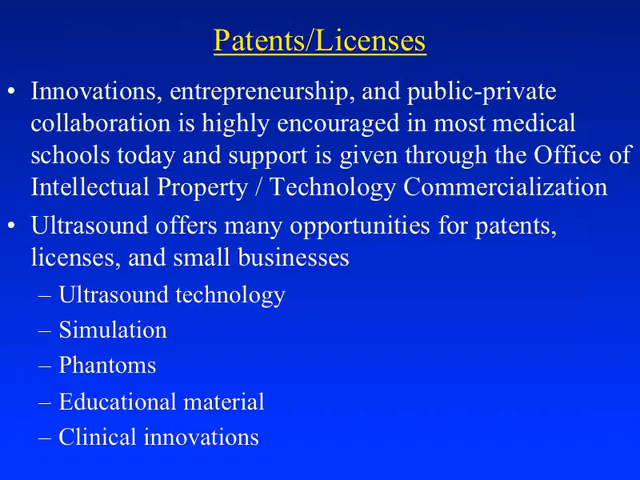 Patents/Licenses
• Innovations, entrepreneurship, and public-private
collaboration is highly encouraged in most medical
schools today and support is given through the Office of
Intellectual Property / Technology Commercialization
• Ultrasound offers many opportunities for patents,
licenses, and small businesses
– Ultrasound technology
– Simulation
– Phantoms
– Educational material
– Clinical innovations